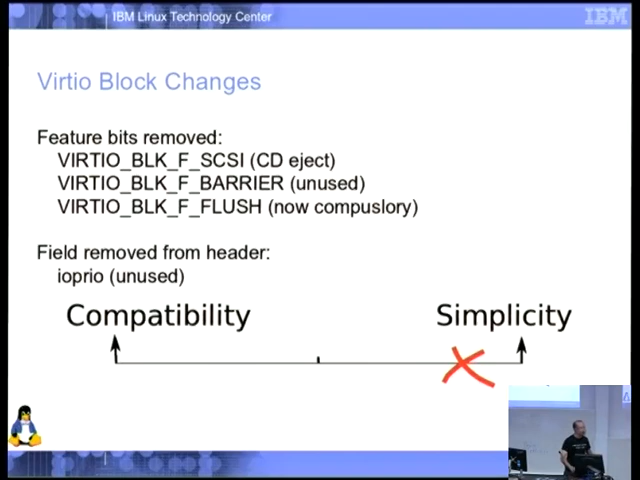 IBM Linux Technology Center
IBM
Virtio Block Changes
Feature bits removed:
VIRTIO_BLK_F_SCSI (CD eject)
VIRTIO_BLK_F_BARRIER (unused)
VIRTIO_BLK_F_FLUSH (now compuslory)
Field removed from header:
ioprio (unused)
Compatibility
Simplicity